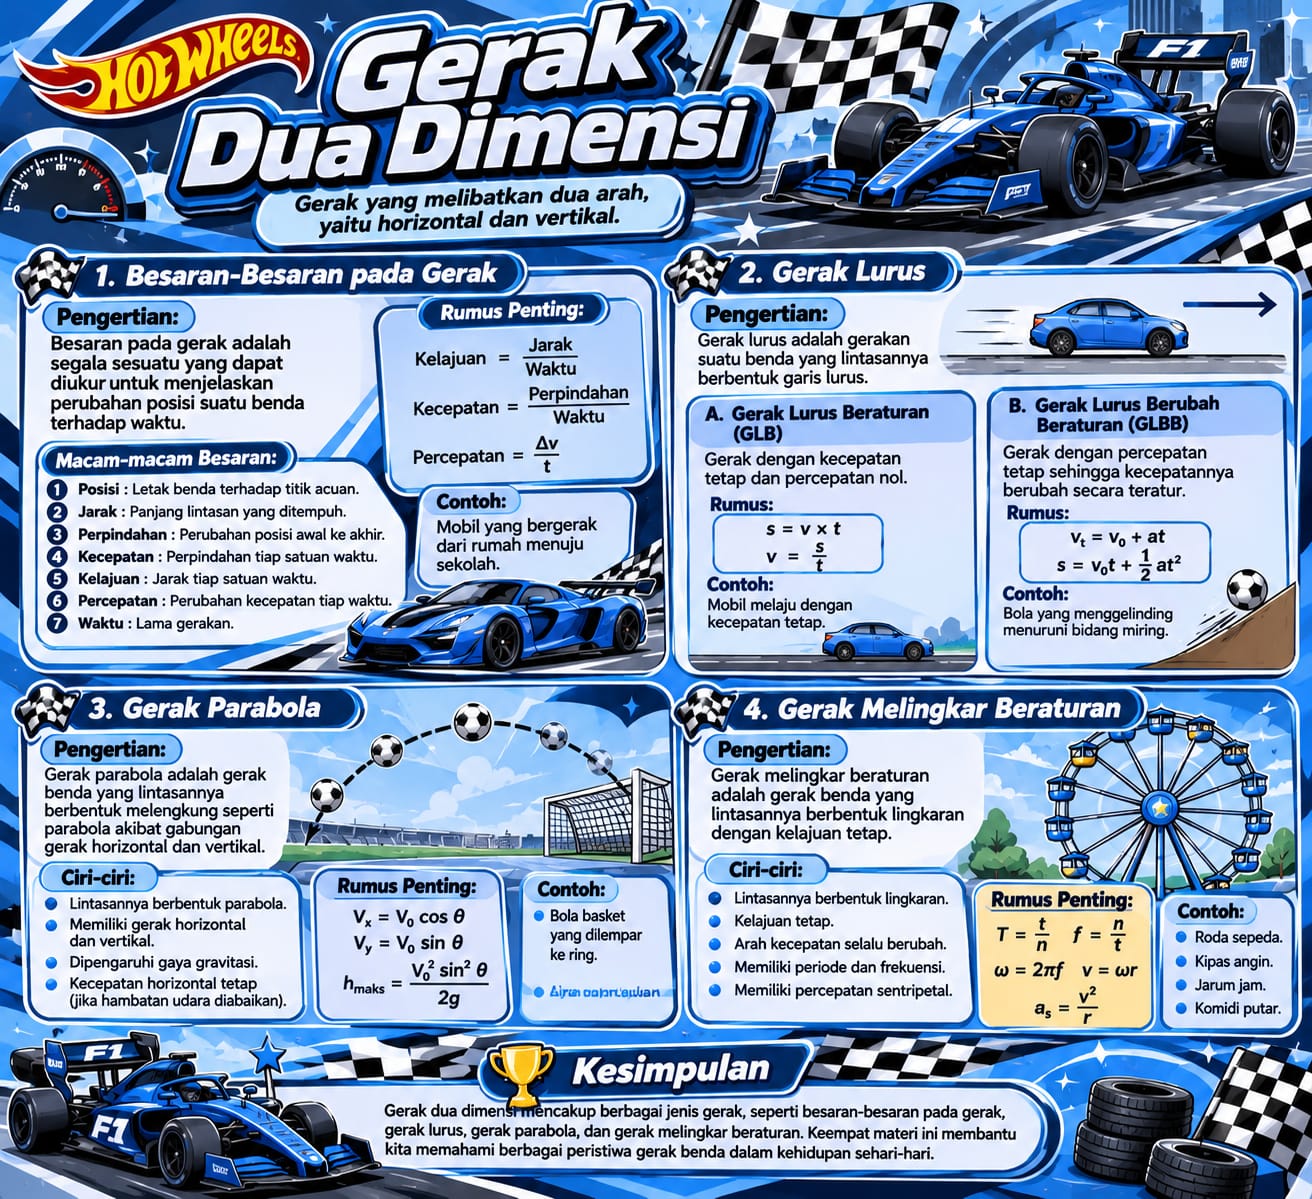 HOT WHEELS
Gerak
Dua Dimensi
Gerak yang melibatkan dua arah,
yaitu horizontal dan vertikal.
F1
1. Besaran-Besaran pada Gerak
Pengertian:
Besaran pada gerak adalah
segala sesuatu yang dapat
diukur untuk menjelaskan
perubahan posisi suatu benda
terhadap waktu.
Macam-macam Besaran:
1 Posisi : Letak benda terhadap titik acuan.
2 Jarak : Panjang lintasan yang ditempuh.
3 Perpindahan : Perubahan posisi awal ke akhir.
4 Kecepatan : Perpindahan tiap satuan waktu.
5 Kelajuan : Jarak tiap satuan waktu.
6 Percepatan : Perubahan kecepatan tiap waktu.
7 Waktu : Lama gerakan.
Rumus Penting:
Kelajuan = Jarak / Waktu
Kecepatan = Perpindahan / Waktu
Percepatan = Δv / t
Contoh:
Mobil yang bergerak
dari rumah menuju
sekolah.
2. Gerak Lurus
Pengertian:
Gerak lurus adalah gerakan
suatu benda yang lintasannya
berbentuk garis lurus.
A. Gerak Lurus Beraturan
(GLB)
Gerak dengan kecepatan
tetap dan percepatan nol.
Rumus:
s = v x t
v = s / t
Contoh:
Mobil melaju dengan
kecepatan tetap.
B. Gerak Lurus Berubah
Beraturan (GLBB)
Gerak dengan percepatan
tetap sehingga kecepatannya
berubah secara teratur.
Rumus:
vₜ = v₀ + at
s = v₀t + 1/2 at²
Contoh:
Bola yang menggelinding
menuruni bidang miring.
3. Gerak Parabola
Pengertian:
Gerak parabola adalah gerak
benda yang lintasannya
berbentuk melengkung seperti
parabola akibat gabungan
gerak horizontal dan vertikal.
Ciri-ciri:
Lintasannya berbentuk parabola.
Memiliki gerak horizontal
dan vertikal.
Dipengaruhi gaya gravitasi.
Kecepatan horizontal tetap
(jika hambatan udara diabaikan).
Rumus Penting:
Vₓ = V₀ cos θ
Vy = V₀ sin θ
hmaks = V₀² sin² θ / 2g
Contoh:
Bola basket
yang dilempar
ke ring.
4. Gerak Melingkar Beraturan
Pengertian:
Gerak melingkar beraturan
adalah gerak benda yang
lintasannya berbentuk lingkaran
dengan kelajuan tetap.
Ciri-ciri:
Lintasannya berbentuk lingkaran.
Kelajuan tetap.
Arah kecepatan selalu berubah.
Memiliki periode dan frekuensi.
Memiliki percepatan sentripetal.
Rumus Penting:
T = t / n f = n / t
ω = 2πf v = ωr
aₛ = v² / r
Contoh:
Roda sepeda.
Kipas angin.
Jarum jam.
Komidi putar.
F1
F1
Kesimpulan
Gerak dua dimensi mencakup berbagai jenis gerak, seperti besaran-besaran pada gerak,
gerak lurus, gerak parabola, dan gerak melingkar beraturan. Keempat materi ini membantu
kita memahami berbagai peristiwa gerak benda dalam kehidupan sehari-hari.